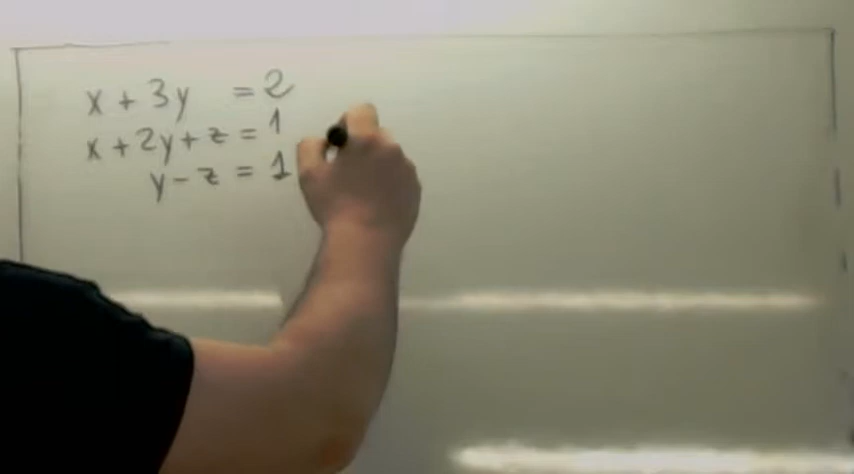 x + 3y = 2
x + 2y + z = 1
y - z = 1